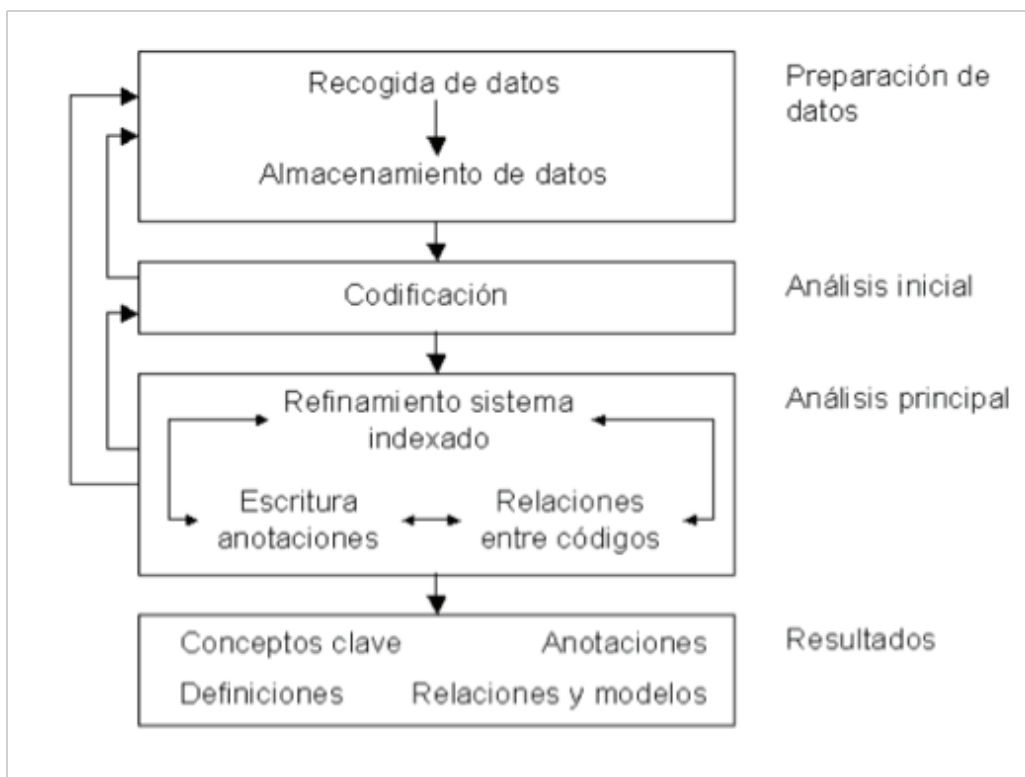 Recogida de datos
Preparación de
datos
Almacenamiento de datos
Codificación
Análisis inicial
Refinamiento sistema
indexado
Análisis principal
Escritura
anotaciones
Relaciones
entre códigos
Conceptos clave
Anotaciones
Resultados
Definiciones
Relaciones y modelos